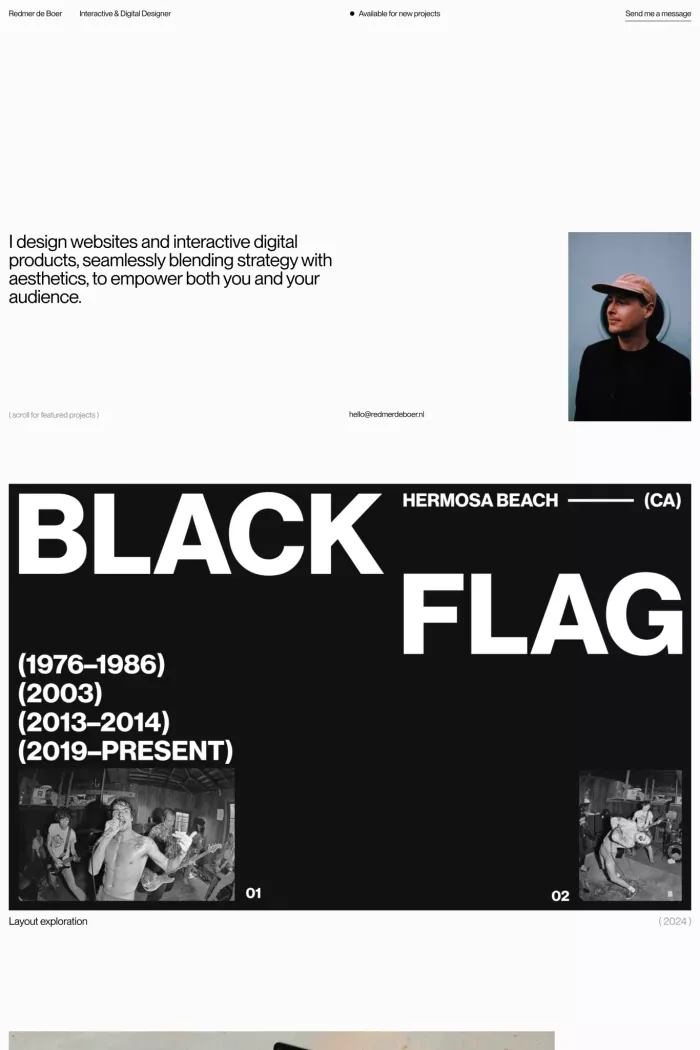 Redmer de Boer
Interactive & Digital Designer
Available for new projects
Send me a message
I design websites and interactive digital
products, seamlessly blending strategy with
aesthetics, to empower both you and your
audience.
( scroll for featured projects )
hello@redmerdeboer.nl
BLACK
HERMOSA BEACH
(CA)
FLAG
(1976–1986)
(2003)
(2013–2014)
(2019–PRESENT)
01
02
Layout exploration
( 2024 )